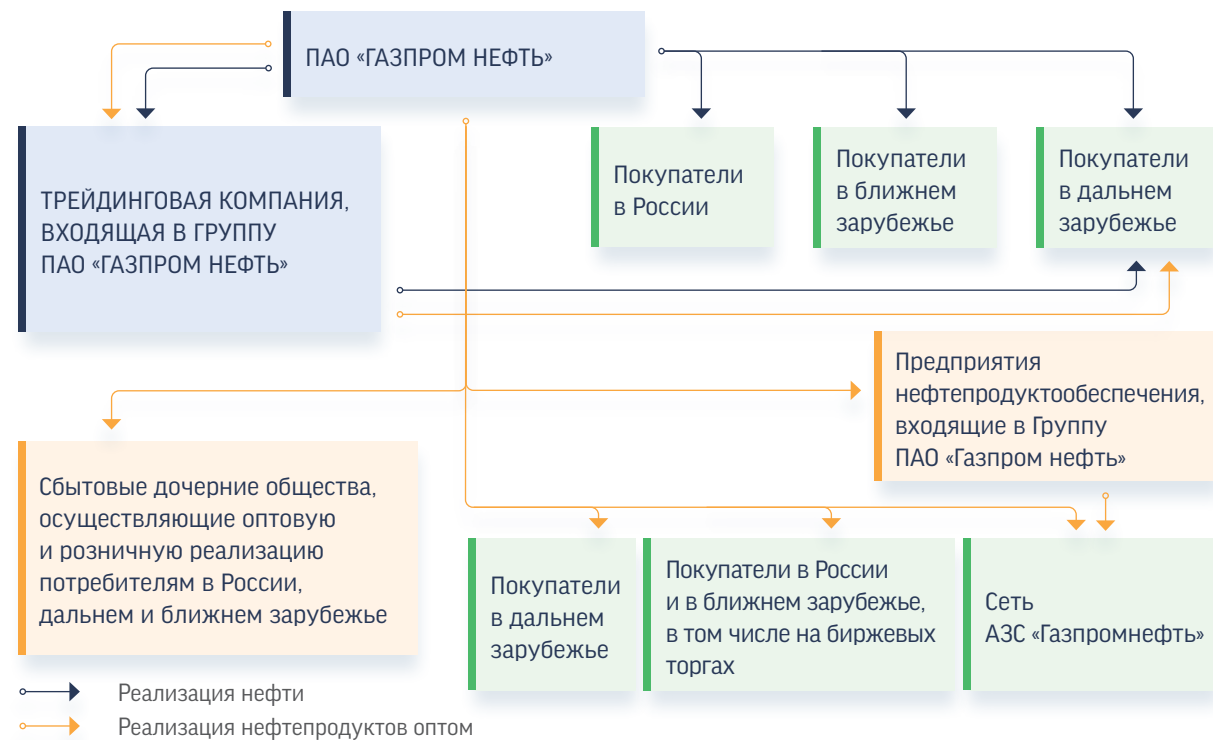 ПАО «ГАЗПРОМ НЕФТЬ»
ТРЕЙДИНГОВАЯ КОМПАНИЯ,
ВХОДЯЩАЯ В ГРУППУ
ПАО «ГАЗПРОМ НЕФТЬ»
Покупатели
в России
Покупатели
в ближнем
зарубежье
Покупатели
в дальнем
зарубежье
Предприятия
нефтепродуктообеспечения,
входящие в Группу
ПАО «Газпром нефть»
Сбытовые дочерние общества,
осуществляющие оптовую
и розничную реализацию
потребителям в России,
дальнем и ближнем зарубежье
Покупатели
в дальнем
зарубежье
Покупатели в России
и в ближнем зарубежье,
в том числе на биржевых
торгах
Сеть
АЗС «Газпромнефть»
Реализация нефти
Реализация нефтепродуктов оптом